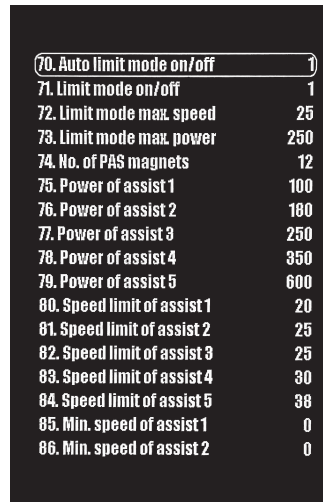 70. Auto limit mode on/off 1
71. Limit mode on/off 1
72. Limit mode max. speed 25
73. Limit mode max. power 250
74. No. of PAS magnets 12
75. Power of assist 1 100
76. Power of assist 2 180
77. Power of assist 3 250
78. Power of assist 4 350
79. Power of assist 5 600
80. Speed limit of assist 1 20
81. Speed limit of assist 2 25
82. Speed limit of assist 3 25
83. Speed limit of assist 4 30
84. Speed limit of assist 5 38
85. Min. speed of assist 1 0
86. Min. speed of assist 2 0